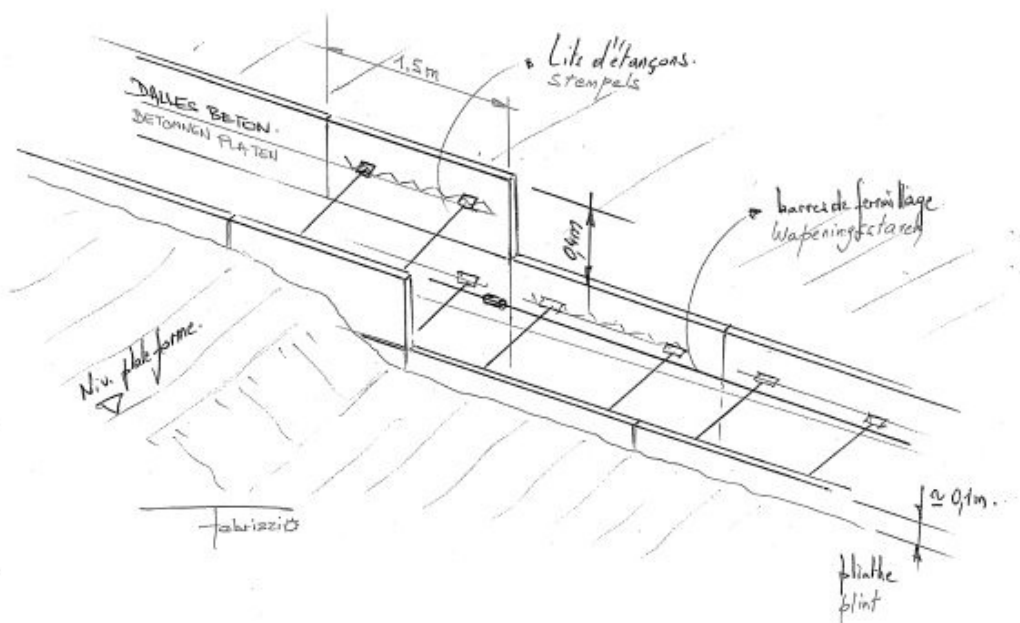 1,5m
Lits d'étançons.
stempels
DALLES BETON.
BETONNEN PLATEN
0,4m
barres de ferraillage
Wapeningsstaven
Niv. plate forme.
Fabrizziö
≃ 0,1m.
plinthe
plint